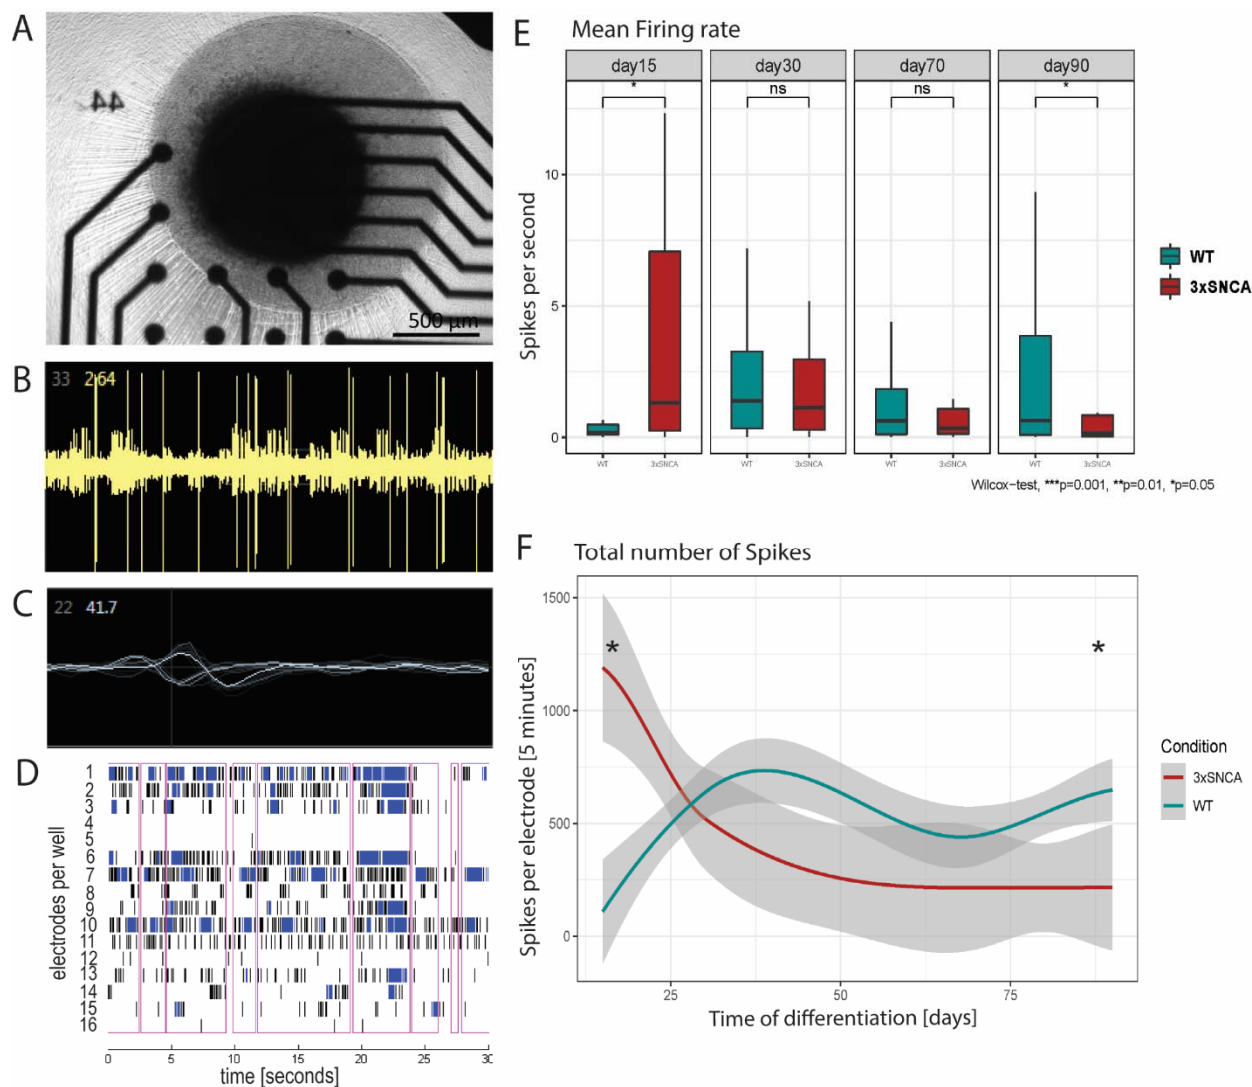 A
44
500 µm
B
33 2.64
C
22 41.7
D
electrodes per well
1
2
3
4
5
6
7
8
9
10
11
12
13
14
15
16
0 5 10 15 20 25 30
time [seconds]
E Mean Firing rate
day15 day30 day70 day90
* ns ns *
Spikes per second
10
5
0
WT 3xSNCA WT 3xSNCA WT 3xSNCA WT 3xSNCA
WT
3xSNCA
Wilcox-test, ***p=0.001, **p=0.01, *p=0.05
F Total number of Spikes
Spikes per electrode [5 minutes]
1500
1000
500
0
* *
25 50 75
Time of differentiation [days]
Condition
3xSNCA
WT